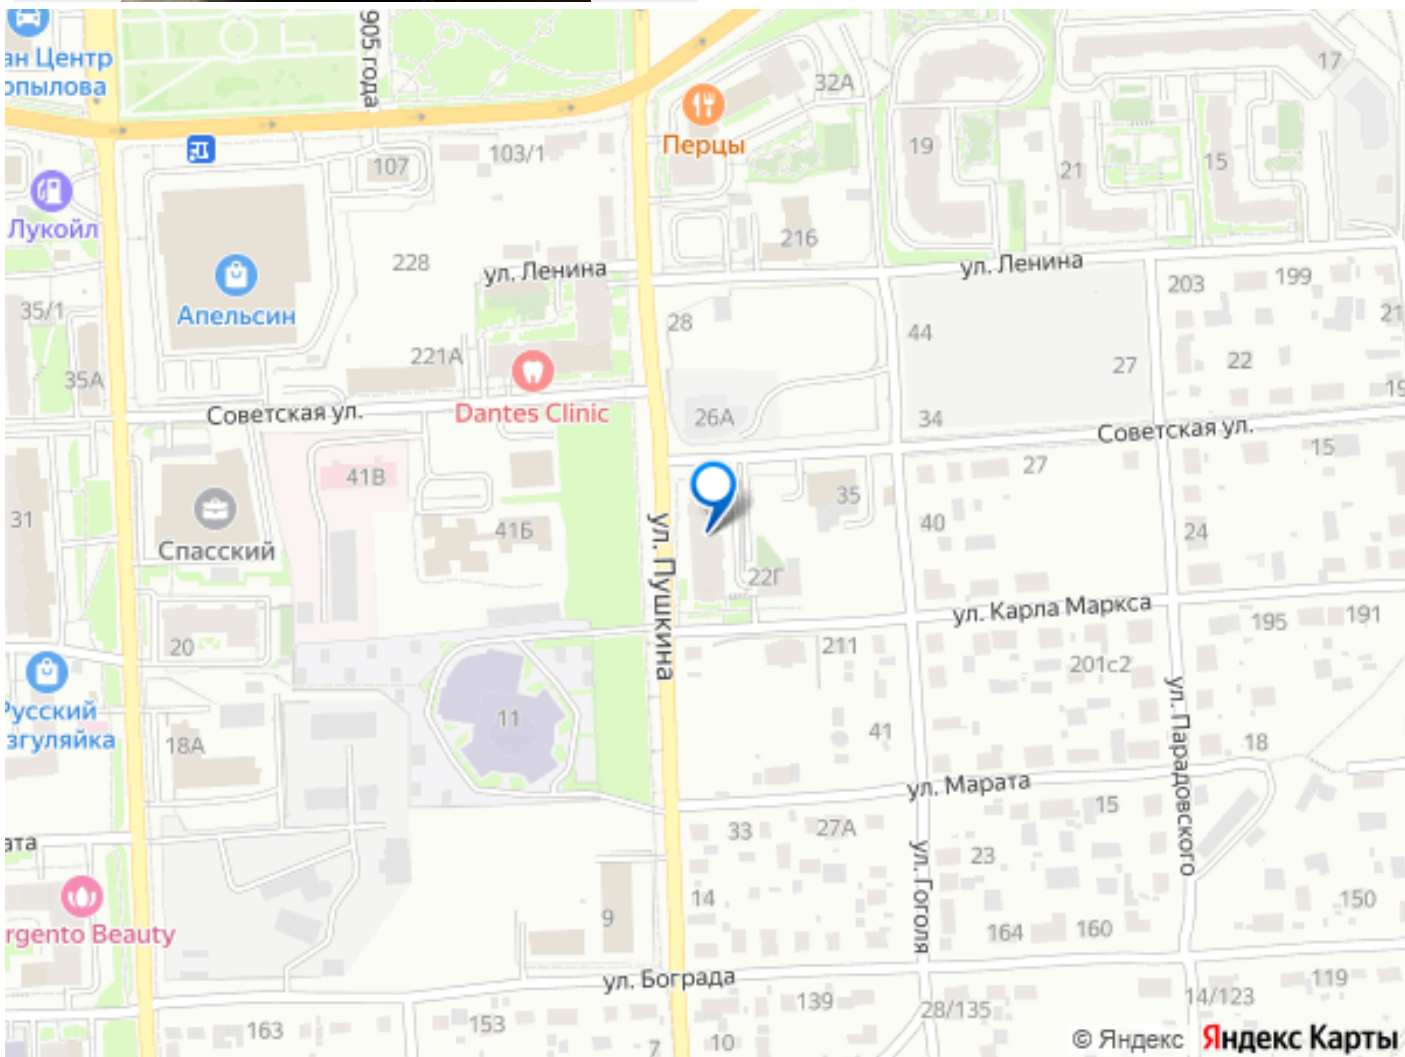 ан Центр
опылова
905 года
17
32А
Перцы
19
21
15
107
103/1
Лукойл
228
ул. Ленина
216
ул. Ленина
203
199
Апельсин
35/1
28
44
21
221А
27
22
35А
19
Советская ул.
Dantes Clinic
26А
34
Советская ул.
15
41В
27
31
Спасский
41Б
ул. Пушкина
35
40
24
22Г
ул. Карла Маркса
195
191
20
211
201с2
Русский
згуляйка
11
41
ул. Парадовского
18А
18
ул. Марата
15
ата
33
27А
23
ул. Гоголя
rgento Beauty
9
14
164
160
150
ул. Бограда
119
163
153
139
28/135
14/123
7
10
© Яндекс Яндекс Карты